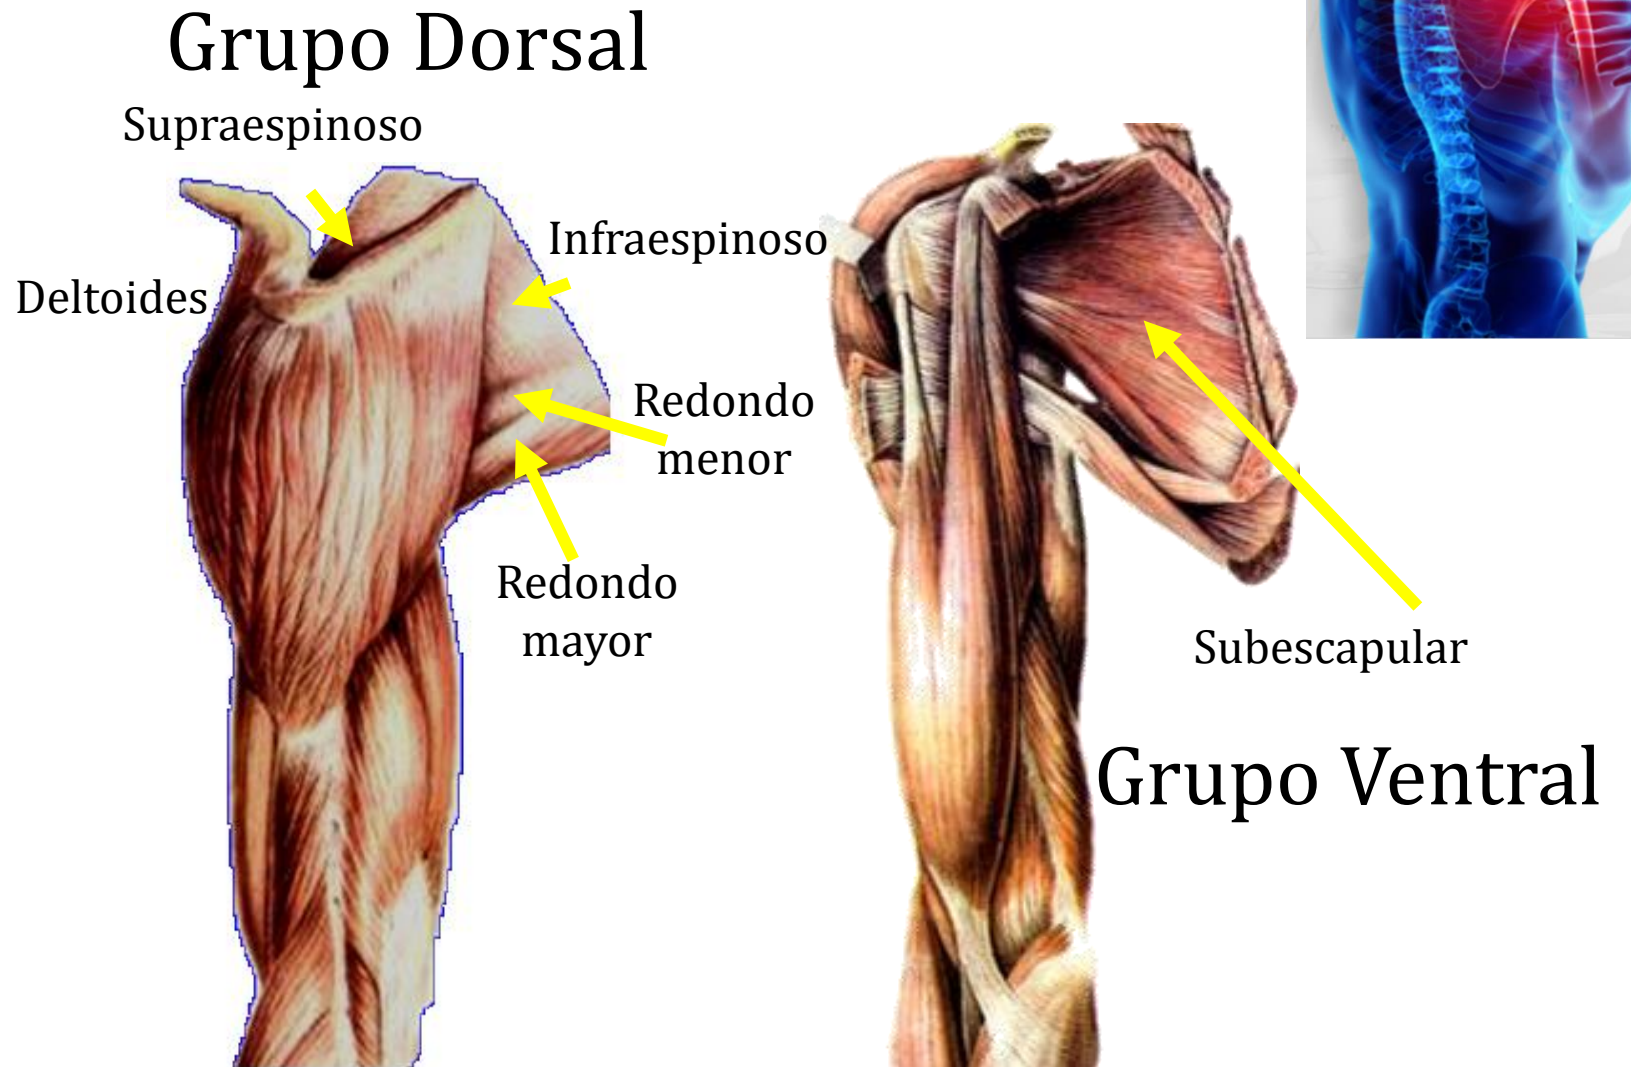 Grupo Dorsal
Supraespinoso
Infraespinoso
Deltoides
Redondo
menor
Redondo
mayor
Subescapular
Grupo Ventral